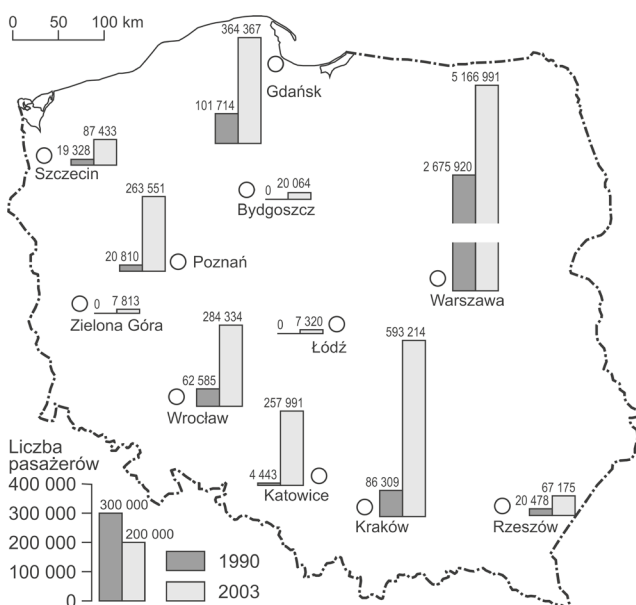 0 50 100 km
364 367
101 714
Gdańsk
5 166 991
2 675 920
Warszawa
87 433
19 328
Szczecin
0 20 064
Bydgoszcz
263 551
20 810
Poznań
0 7 813
Zielona Góra
284 334
62 585
Wrocław
0 7 320
Łódź
593 214
86 309
Kraków
257 991
4 443
Katowice
67 175
20 478
Rzeszów
Liczba
pasażerów
400 000
300 000
200 000
100 000
0
300 000
200 000
1990
2003